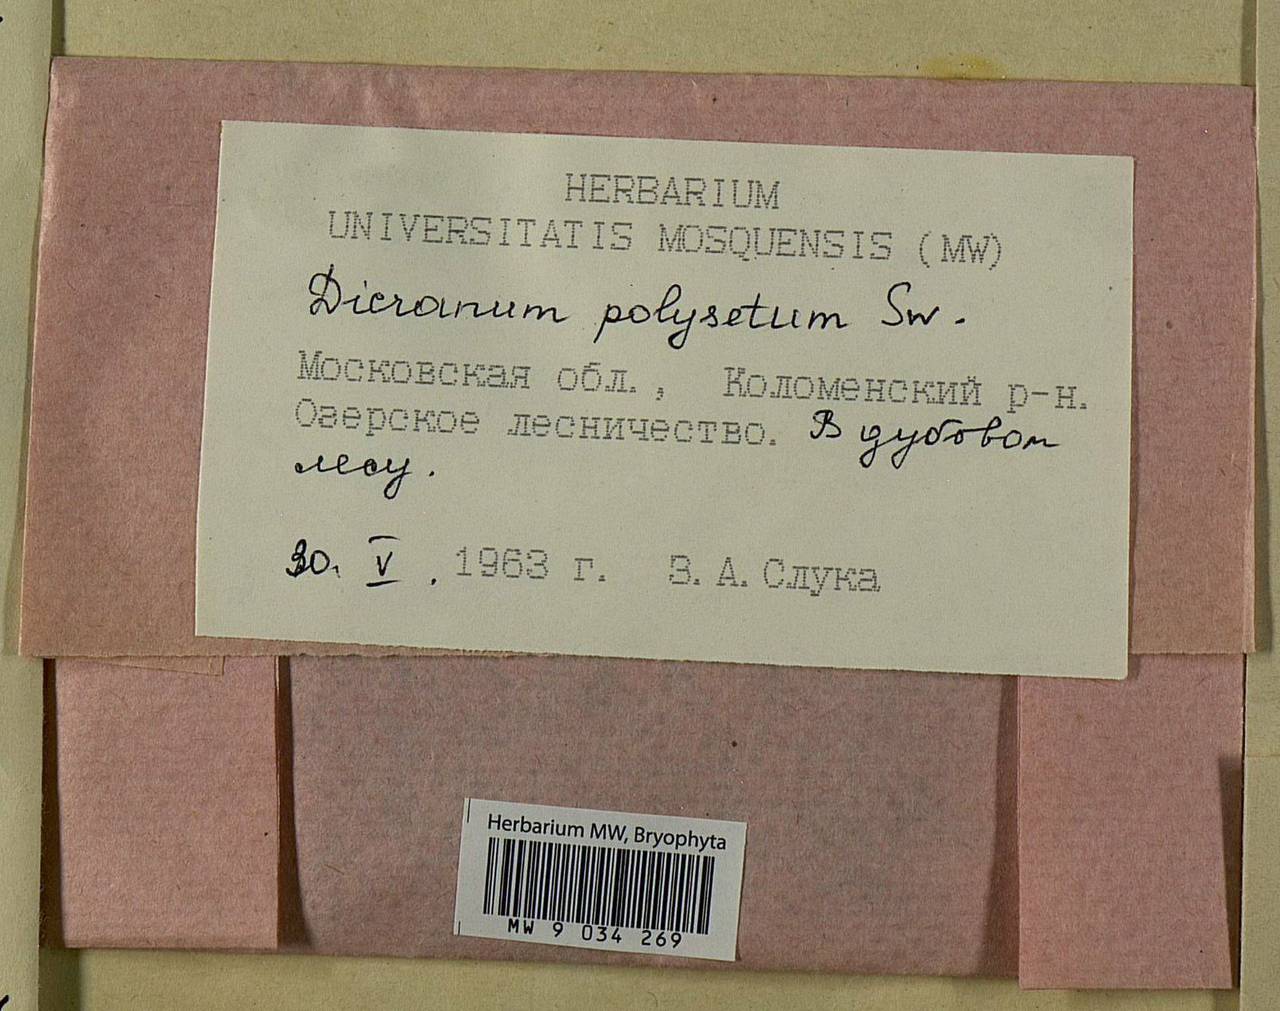 HERBARIUM
UNIVERSITATIS MOSQUENSIS (MW)
Dicranum polysetum Sw.
Московская обл., Коломенский р-н.
Озерское лесничество. В дубовом
лесу.
30. V. 1963 г. З. А. Слука
Herbarium MW, Bryophyta
MW 9 034 269